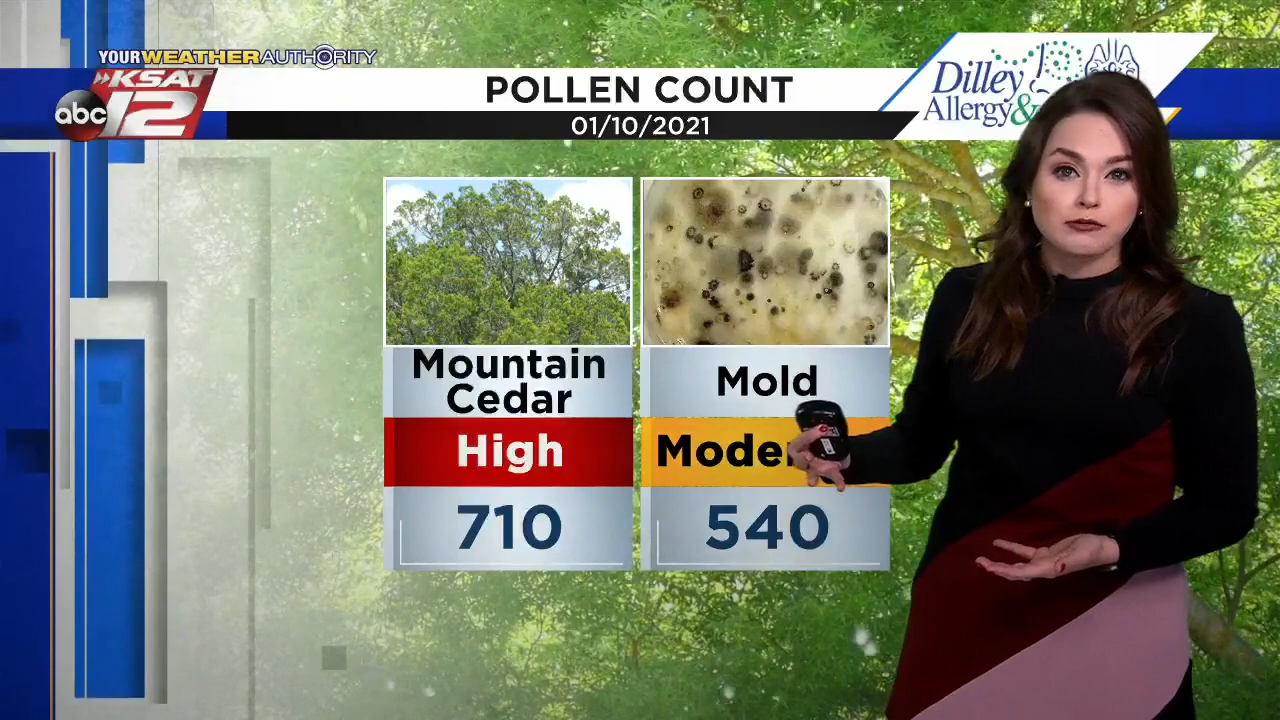 YOUR WEATHER AUTHORITY
KSAT
abc 12
POLLEN COUNT
01/10/2021
Dilley
Allergy &
Mountain
Cedar
High
710
Mold
540